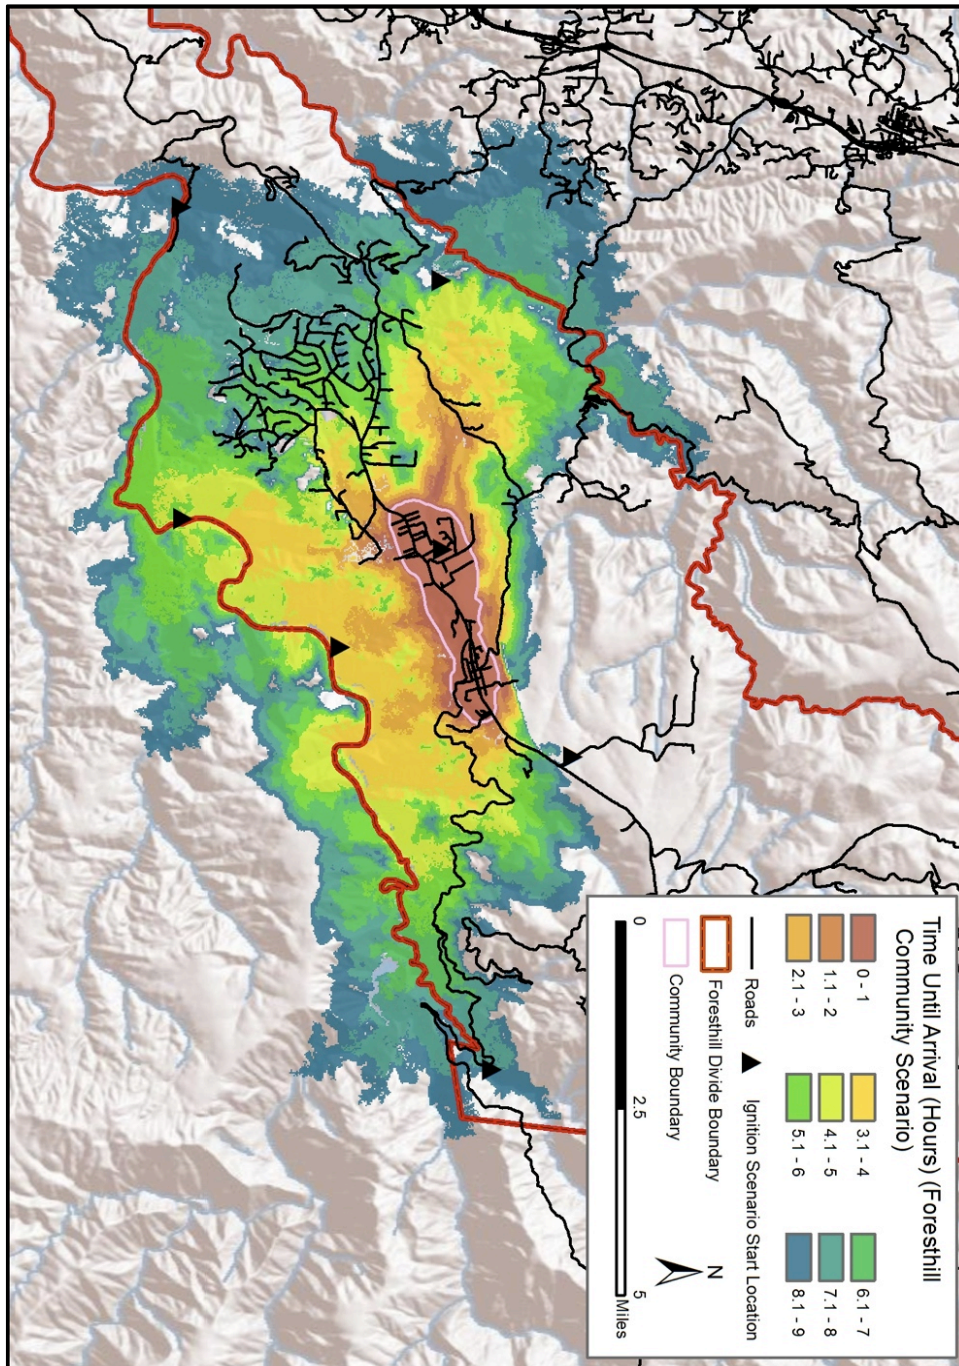 Time Until Arrival (Hours) (Foresthill
Community Scenario)
0 - 1
1.1 - 2
2.1 - 3
3.1 - 4
4.1 - 5
5.1 - 6
6.1 - 7
7.1 - 8
8.1 - 9
Roads
Ignition Scenario Start Location
Foresthill Divide Boundary
Community Boundary
N
0
2.5
5
Miles